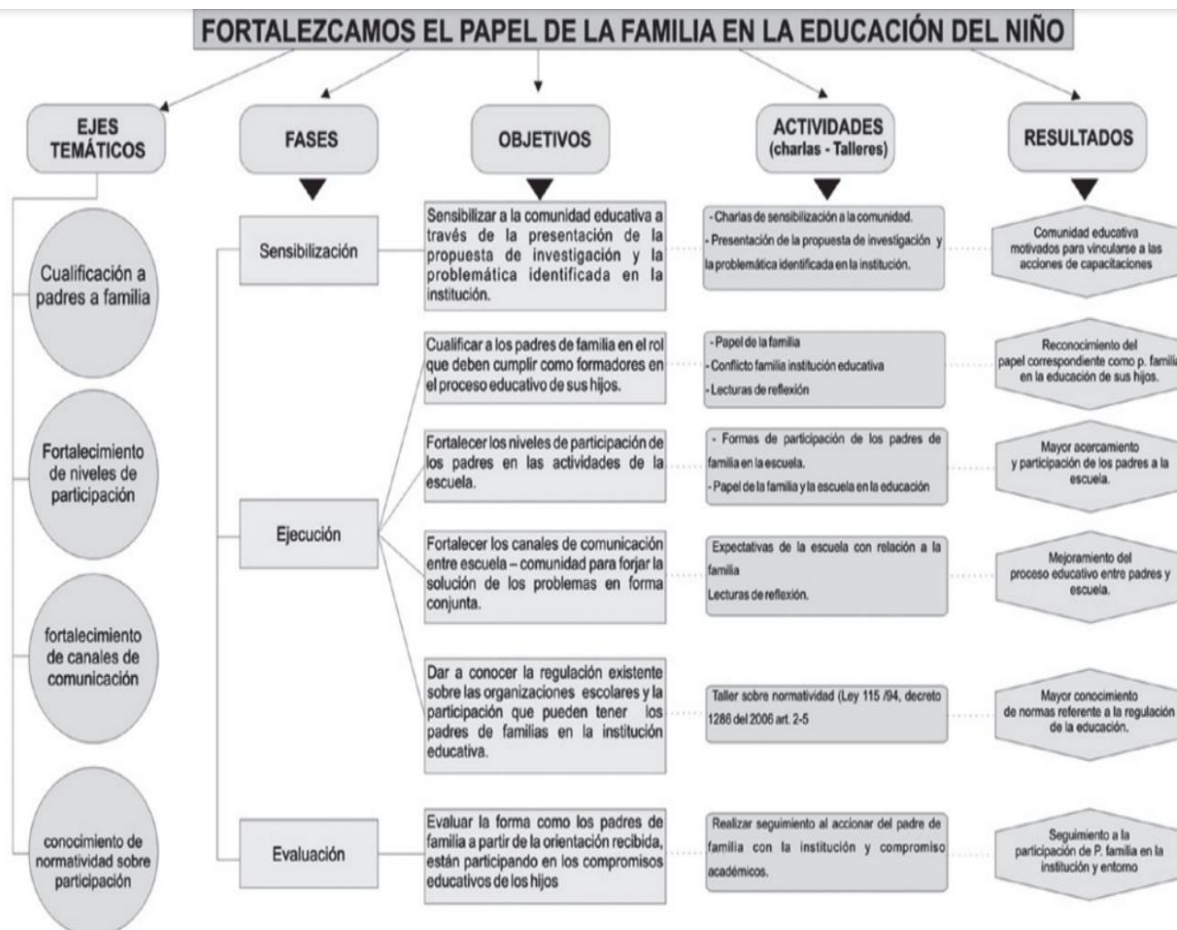 FORTALEZCAMOS EL PAPEL DE LA FAMILIA EN LA EDUCACIÓN DEL NIÑO
EJES
TEMÁTICOS
FASES
OBJETIVOS
ACTIVIDADES
(charlas - Talleres)
RESULTADOS
Cualificación a
padres a familia
Fortalecimiento
de niveles de
participación
fortalecimiento
de canales de
comunicación
conocimiento de
normatividad sobre
participación
Sensibilización
Sensibilizar a la comunidad educativa a
través de la presentación de la
propuesta de investigación y la
problemática identificada en la
institución.
- Charlas de sensibilización a la comunidad.
- Presentación de la propuesta de investigación y
la problemática identificada en la institución.
Comunidad educativa
motivados para vincularse a las
acciones de capacitaciones
Ejecución
Cualificar a los padres de familia en el rol
que deben cumplir como formadores en
el proceso educativo de sus hijos.
- Papel de la familia
- Conflicto familia institución educativa
- Lecturas de reflexión
Reconocimiento del
papel correspondiente como p. familia
en la educación de sus hijos.
Fortalecer los niveles de participación de
los padres en las actividades de la
escuela.
- Formas de participación de los padres de
familia en la escuela.
- Papel de la familia y la escuela en la educación
Mayor acercamiento
y participación de los padres a la
escuela.
Fortalecer los canales de comunicación
entre escuela – comunidad para forjar la
solución de los problemas en forma
conjunta.
Expectativas de la escuela con relación a la
familia
Lecturas de reflexión.
Mejoramiento del
proceso educativo entre padres y
escuela.
Dar a conocer la regulación existente
sobre las organizaciones escolares y la
participación que pueden tener los
padres de familias en la institución
educativa.
Taller sobre normatividad (Ley 115 /94, decreto
1286 del 2006 art. 2-5
Mayor conocimiento
de normas referente a la regulación
de la educación.
Evaluación
Evaluar la forma como los padres de
familia a partir de la orientación recibida,
están participando en los compromisos
educativos de los hijos
Realizar seguimiento al accionar del padre de
familia con la institución y compromiso
académicos.
Seguimiento a la
participación de P. familia en la
institución y entorno